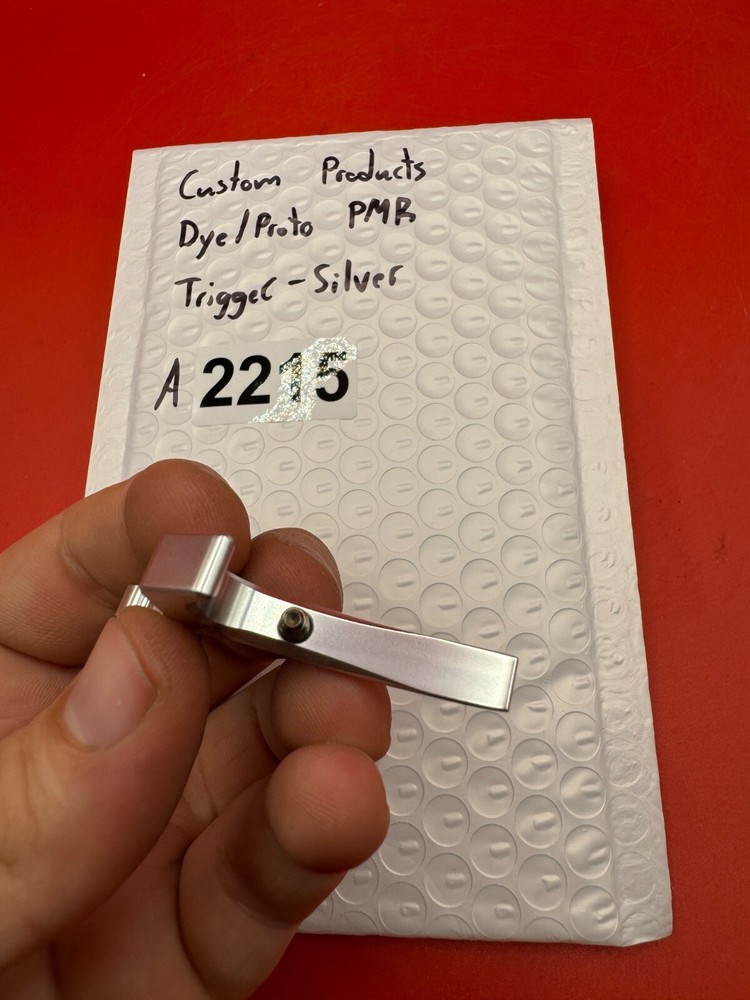 Custom Products
Dye/Proto PMR
Trigger - Silver
A 2215